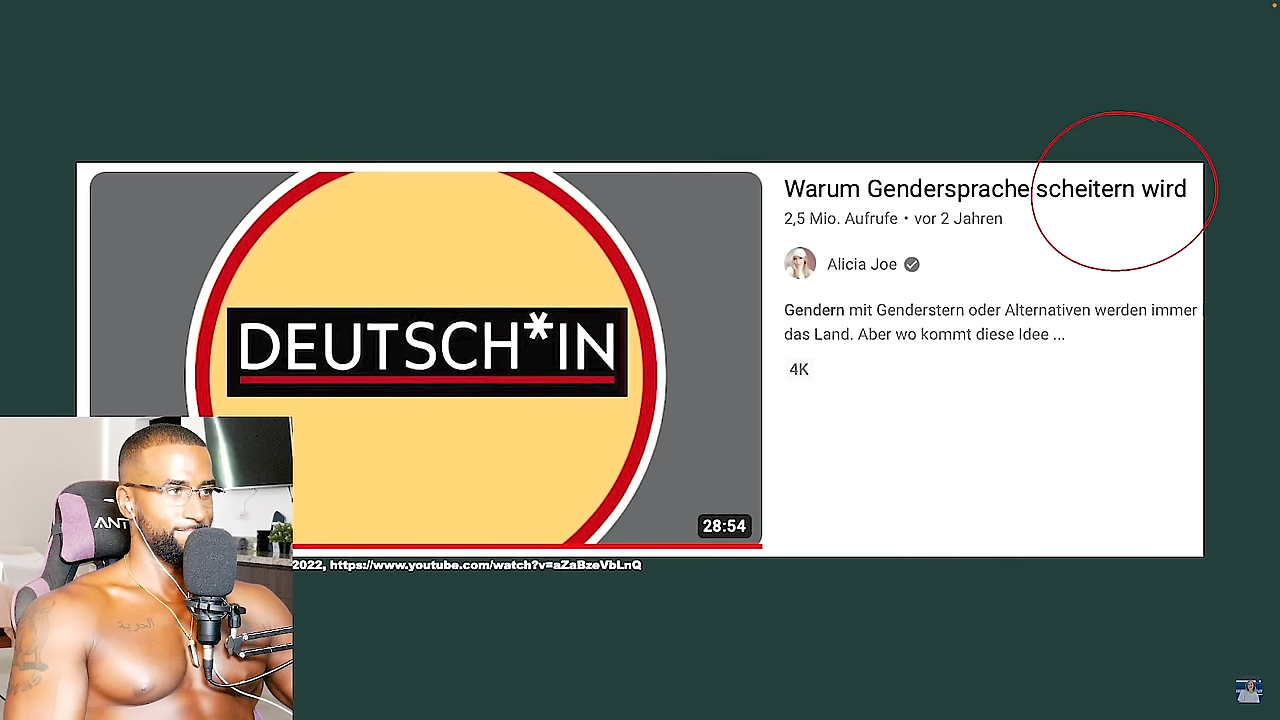 Warum Gendersprache scheitern wird
2,5 Mio. Aufrufe • vor 2 Jahren
Alicia Joe
Gendern mit Genderstern oder Alternativen werden immer
das Land. Aber wo kommt diese Idee ...
4K
DEUTSCH*IN
28:54
2022, https://www.youtube.com/watch?v=aZaBzeVbLnQ
ANT
الحرية